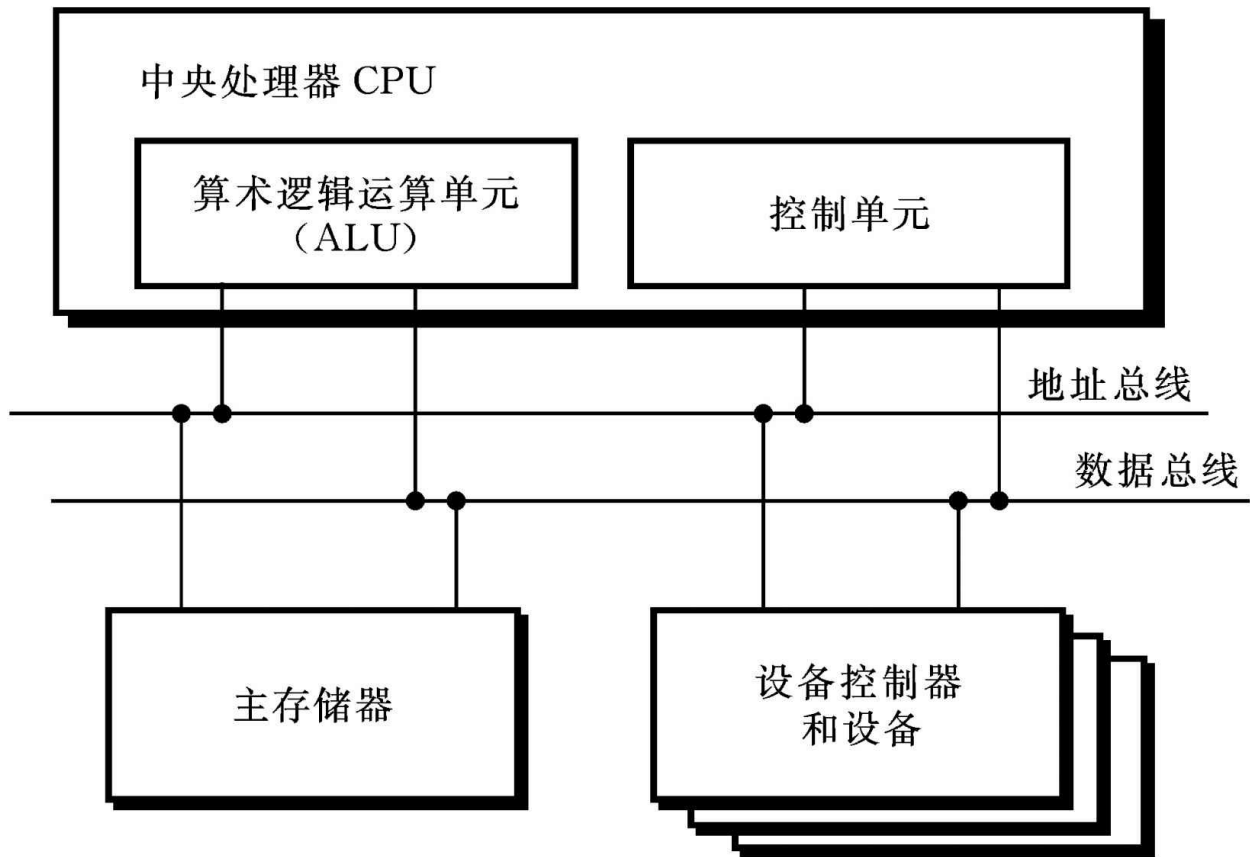 中央处理器 CPU
算术逻辑运算单元
（ALU）
控制单元
地址总线
数据总线
主存储器
设备控制器
和设备